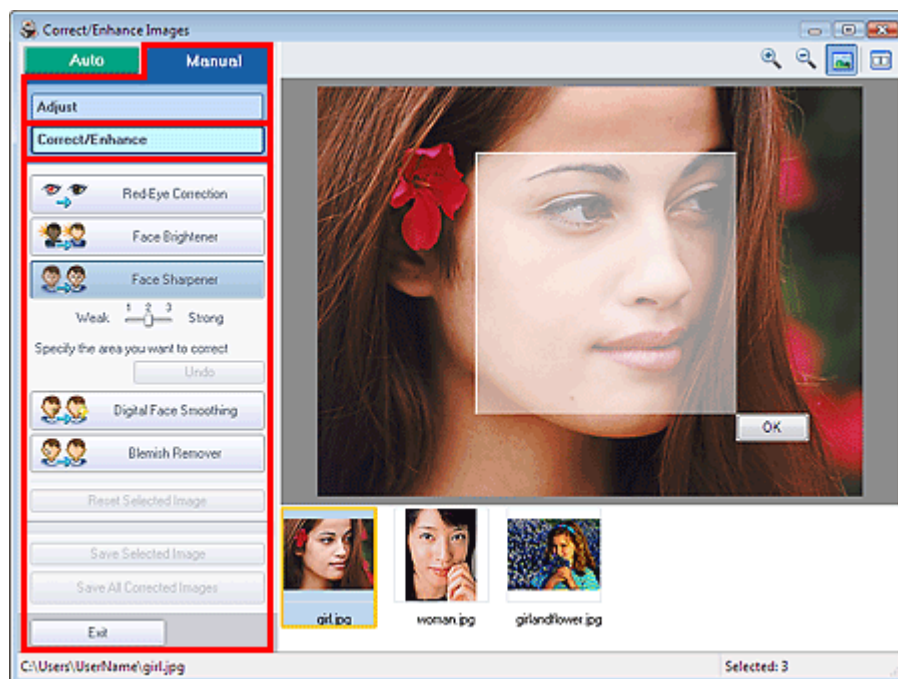 Correct/Enhance Images
Auto
Manual
Adjust
Correct/Enhance
Red-Eye Correction
Face Brightener
Face Sharpener
1 2 3
Weak Strong
Specify the area you want to correct
Undo
Digital Face Smoothing
Blemish Remover
Reset Selected Image
Save Selected Image
Save All Corrected Images
Exit
OK
girl.jpg
woman.jpg
girlandflower.jpg
C:\Users\UserName\girl.jpg
Selected: 3